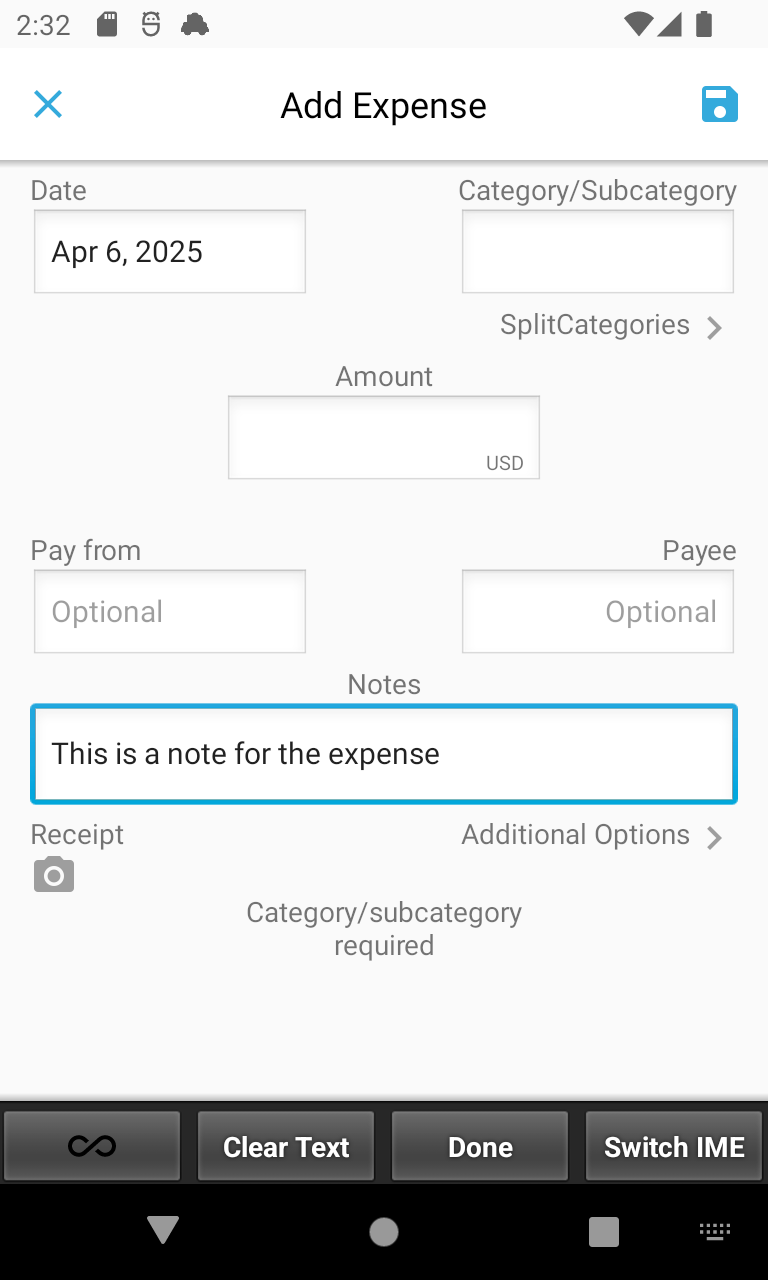 2:32
Add Expense
Date
Category/Subcategory
Apr 6, 2025
SplitCategories
Amount
USD
Pay from
Payee
Optional
Optional
Notes
This is a note for the expense
Receipt
Additional Options
Category/subcategory
required
Clear Text
Done
Switch IME